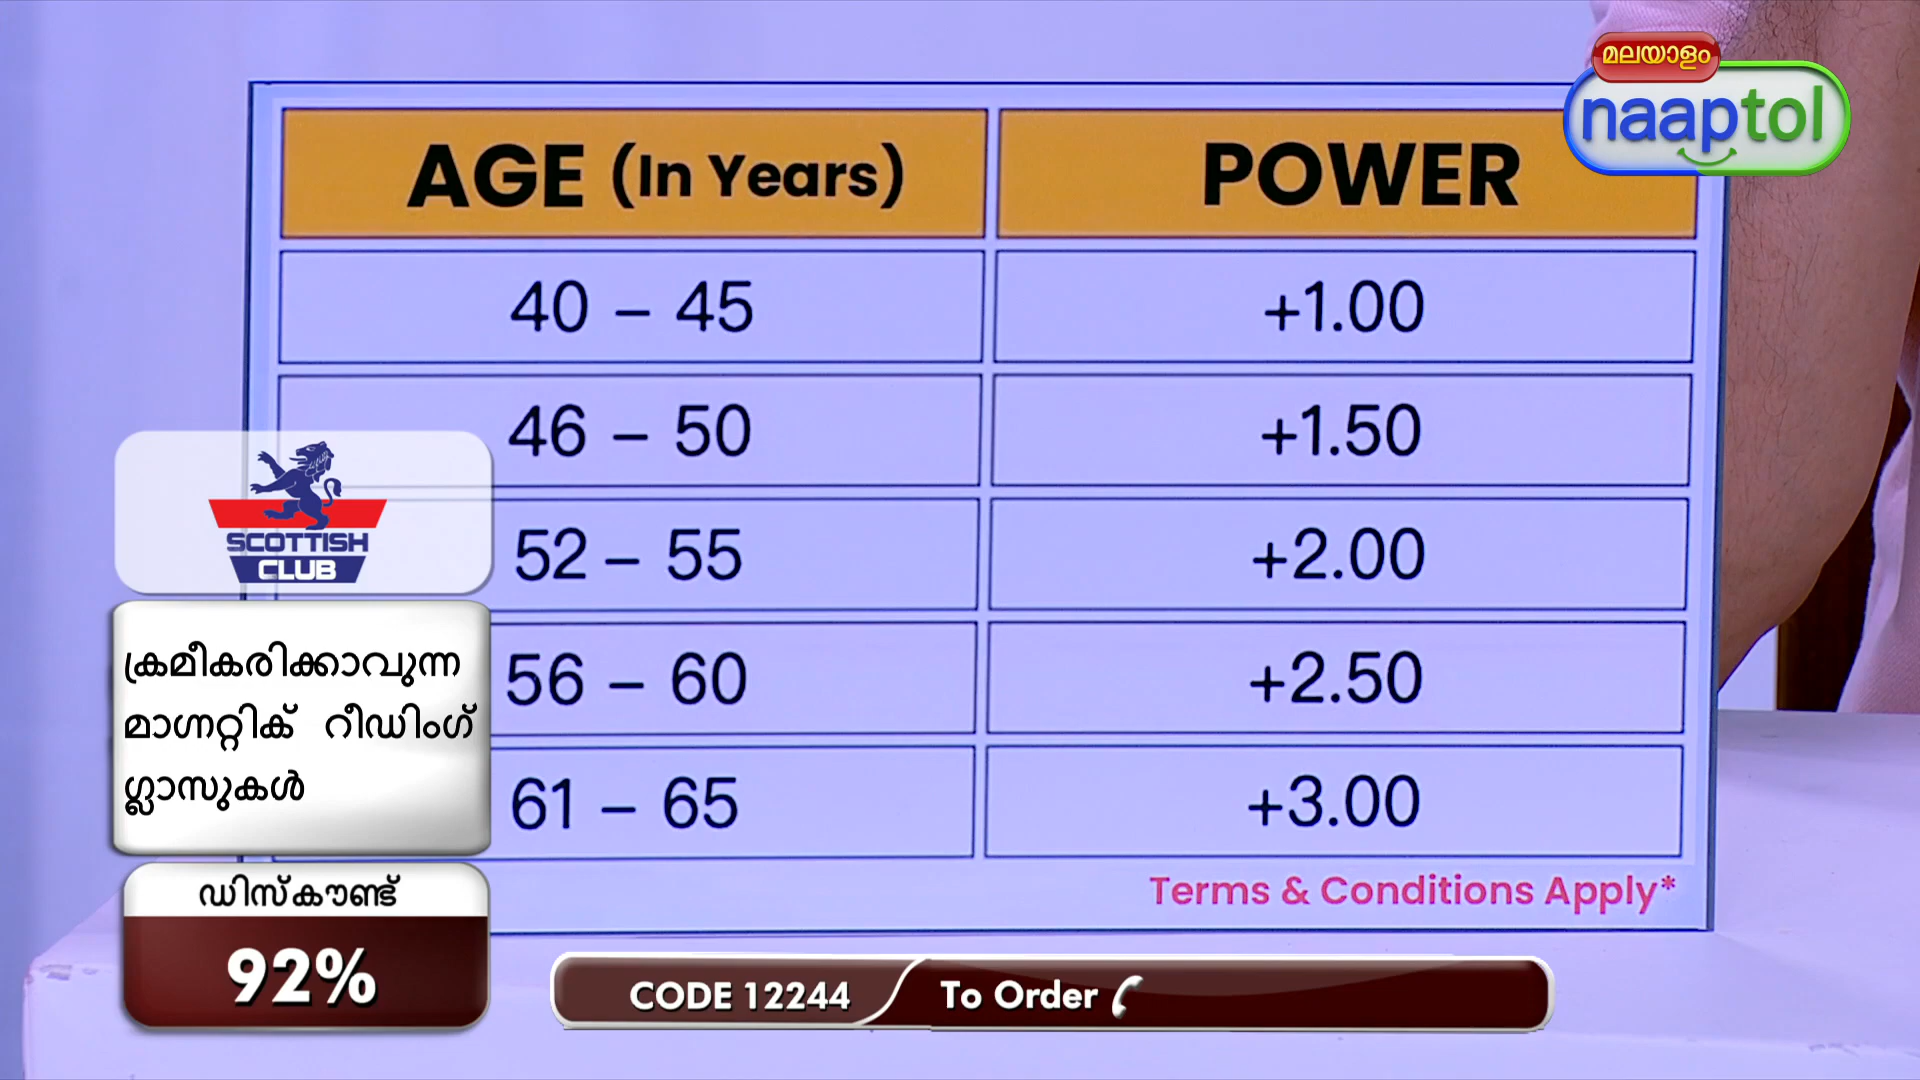 മലയാളം
naaptol
AGE (In Years) POWER
40 – 45 +1.00
46 – 50 +1.50
52 – 55 +2.00
56 – 60 +2.50
61 – 65 +3.00
Terms & Conditions Apply*
SCOTTISH
CLUB
ക്രമീകരിക്കാവുന്ന
മാഗ്നറ്റിക് റീഡിംഗ്
ഗ്ലാസുകൾ
ഡിസ്കൗണ്ട്
92%
CODE 12244 To Order